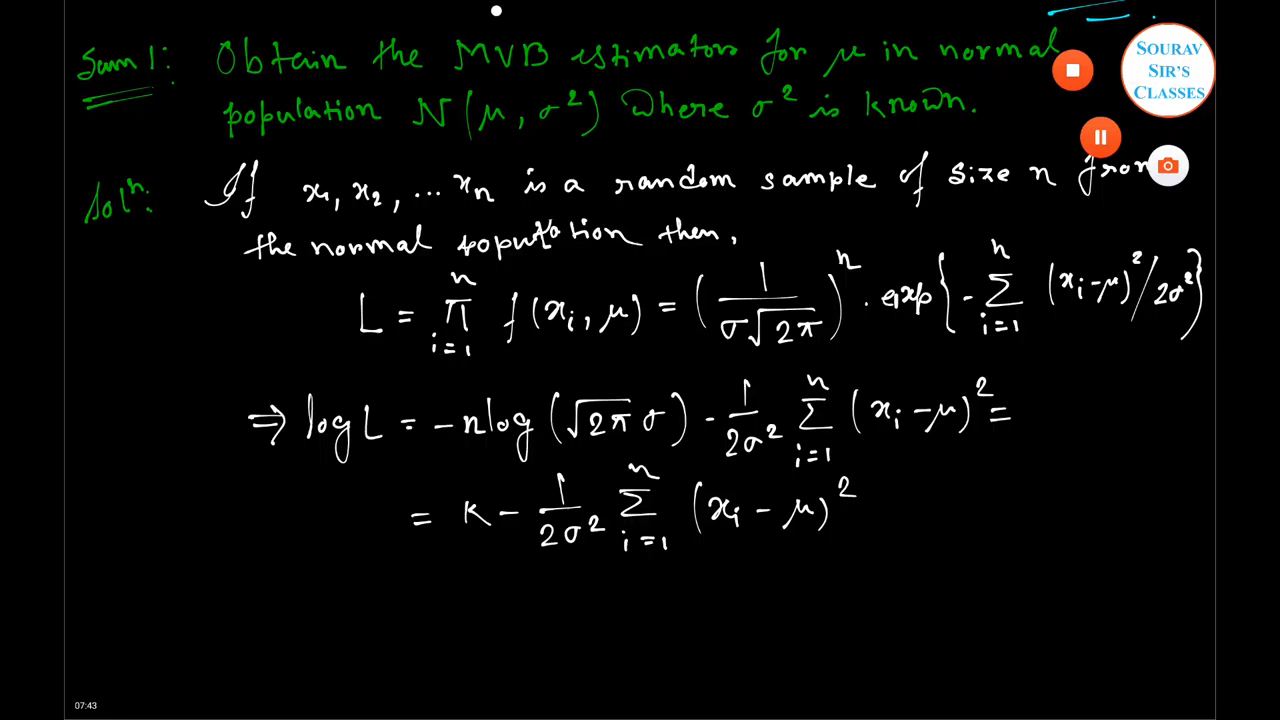 Sum 1: Obtain the MVB estimators for μ in normal
population N(μ, σ²) where σ² is known.
SOURAV
SIR'S
CLASSES
Solⁿ: If x₁, x₂, ... xₙ is a random sample of size n from
the normal population then,
L = ∏ᵢ₌₁ⁿ f(xᵢ, μ) = (1/(σ√2π))ⁿ . exp{- ∑ᵢ₌₁ⁿ (xᵢ-μ)²/2σ²}
⇒ log L = -n log (√2π σ) - 1/2σ² ∑ᵢ₌₁ⁿ (xᵢ-μ)² =
= K - 1/2σ² ∑ᵢ₌₁ⁿ (xᵢ - μ)²
07:43